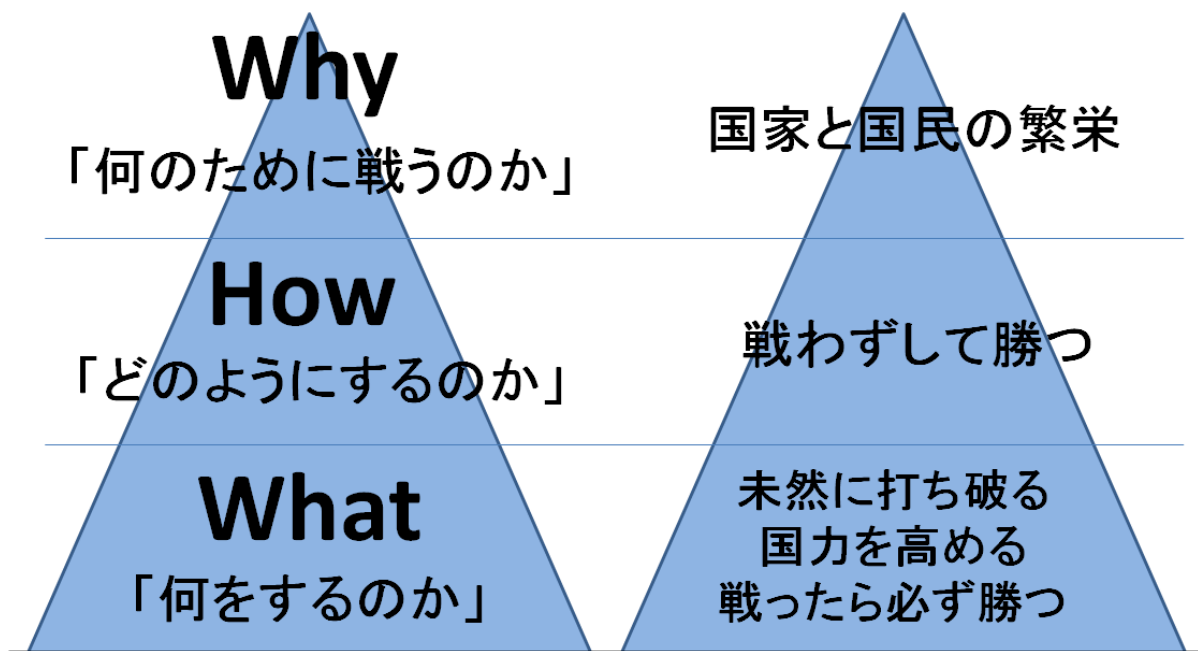 Why
「何のために戦うのか」
国家と国民の繁栄
How
「どのようにするのか」
戦わずして勝つ
What
「何をするのか」
未然に打ち破る
国力を高める
戦ったら必ず勝つ